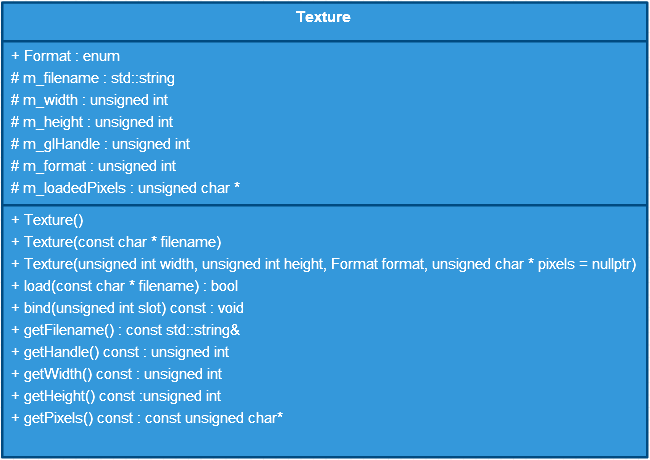 Texture
+ Format : enum
# m_filename : std::string
# m_width : unsigned int
# m_height : unsigned int
# m_glHandle : unsigned int
# m_format : unsigned int
# m_loadedPixels : unsigned char *
+ Texture()
+ Texture(const char * filename)
+ Texture(unsigned int width, unsigned int height, Format format, unsigned char * pixels = nullptr)
+ load(const char * filename) : bool
+ bind(unsigned int slot) const : void
+ getFilename() : const std::string&
+ getHandle() const : unsigned int
+ getWidth() const : unsigned int
+ getHeight() const :unsigned int
+ getPixels() const : const unsigned char*